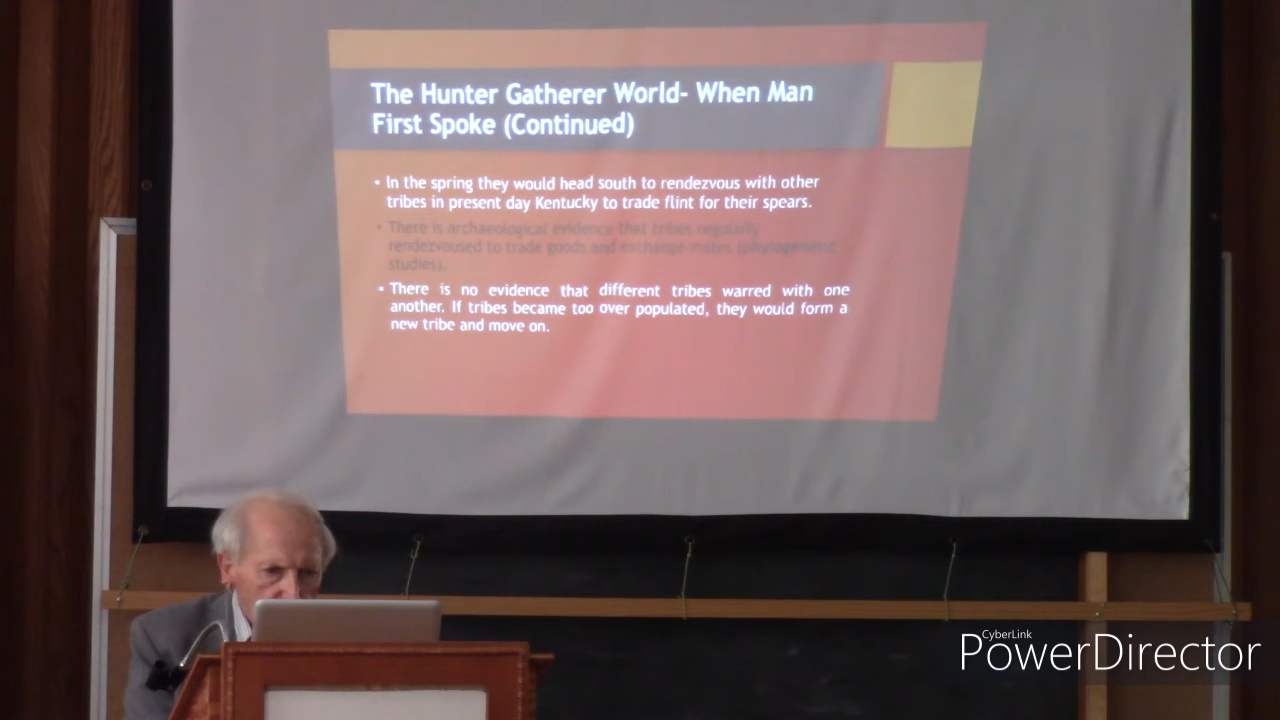 The Hunter Gatherer World- When Man
First Spoke (Continued)
• In the spring they would head south to rendezvous with other
tribes in present day Kentucky to trade flint for their spears.
• There is archaeological evidence that tribes regularly
rendezvoused to trade goods and exchange mates (phylogenetic
studies).
• There is no evidence that different tribes warred with one
another. If tribes became too over populated, they would form a
new tribe and move on.
CyberLink
PowerDirector